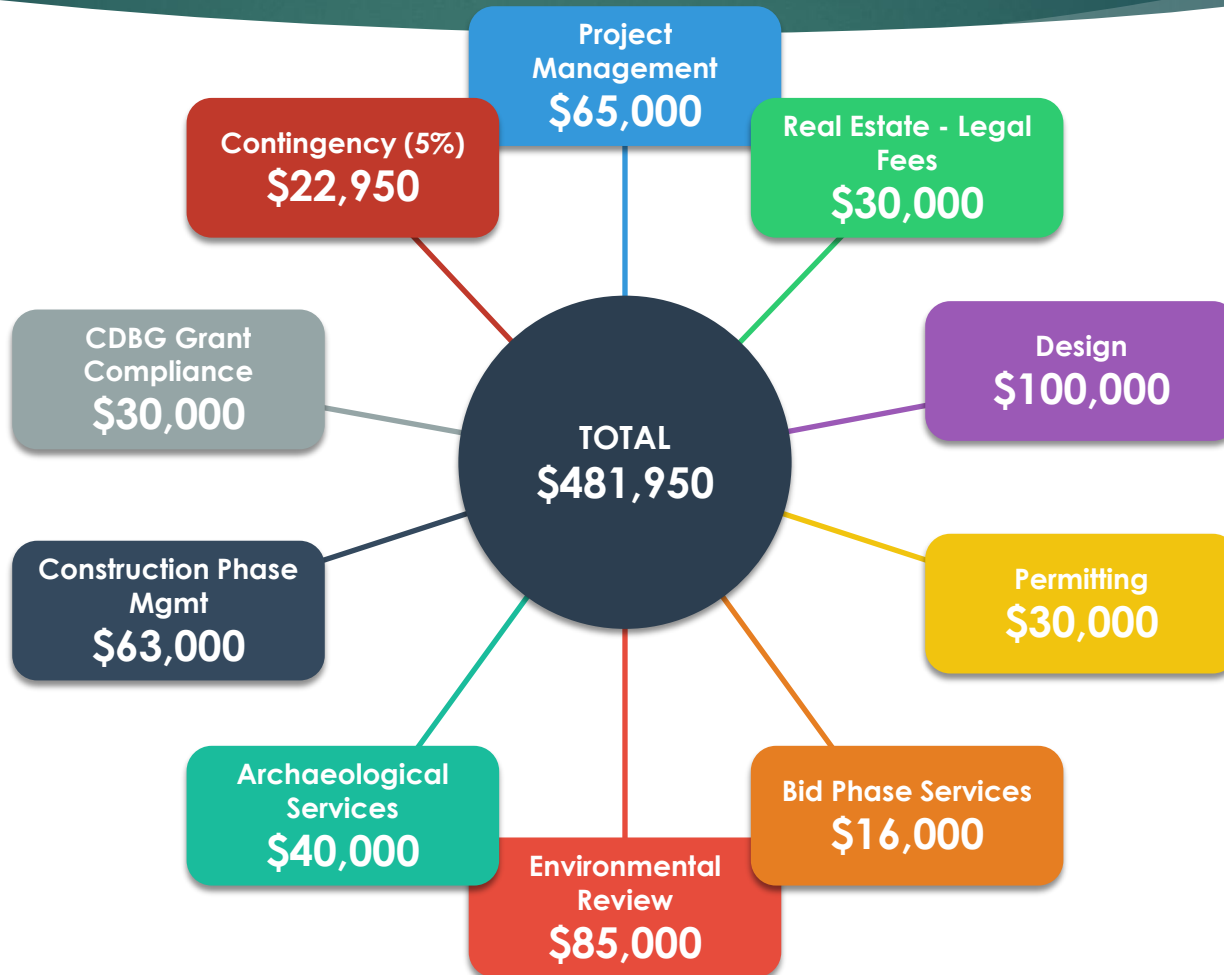 Project
Management
$65,000
Real Estate - Legal
Fees
$30,000
Design
$100,000
Permitting
$30,000
Bid Phase Services
$16,000
Environmental
Review
$85,000
Archaeological
Services
$40,000
Construction Phase
Mgmt
$63,000
CDBG Grant
Compliance
$30,000
Contingency (5%)
$22,950
TOTAL
$481,950